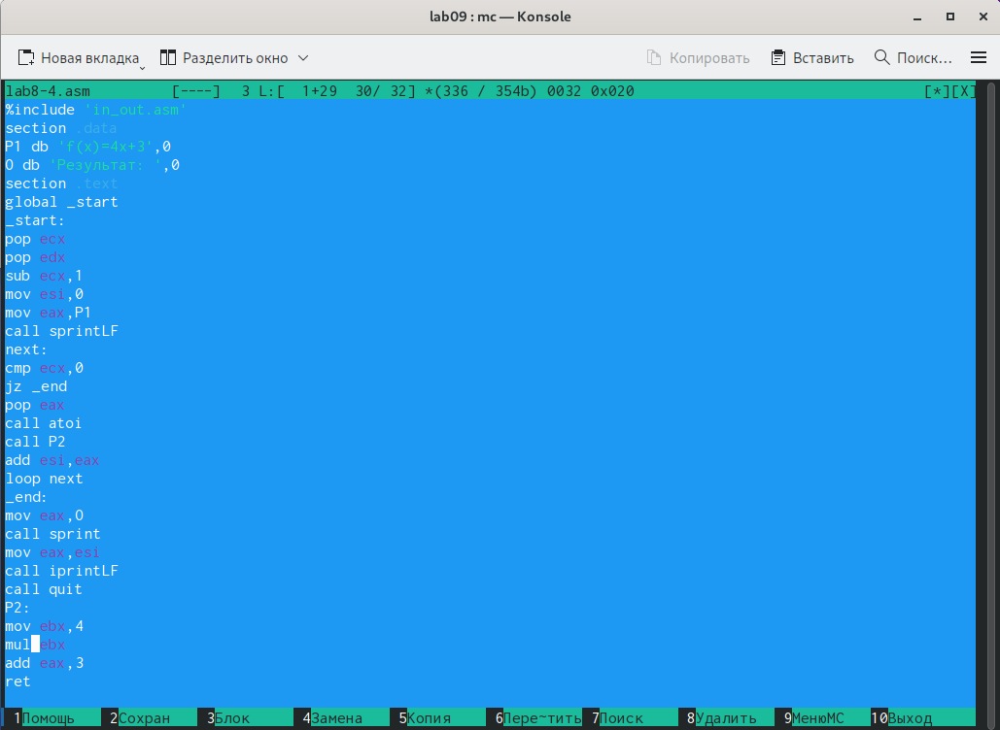 lab09 : mc — Konsole
Новая вкладка Разделить окно Копировать Вставить Поиск...
lab8-4.asm [----] 3 L:[ 1+29 30/ 32] *(336 / 354b) 0032 0x020 [*][X]
%include 'in_out.asm'
section .data
P1 db 'f(x)=4x+3',0
O db 'Результат: ',0
section .text
global _start
_start:
pop ecx
pop edx
sub ecx,1
mov esi,0
mov eax,P1
call sprintLF
next:
cmp ecx,0
jz _end
pop eax
call atoi
call P2
add esi,eax
loop next
_end:
mov eax,O
call sprint
mov eax,esi
call iprintLF
call quit
P2:
mov ebx,4
mul ebx
add eax,3
ret
1Помощь 2Сохран 3Блок 4Замена 5Копия 6Пере~тить 7Поиск 8Удалить 9МенюMC 10Выход